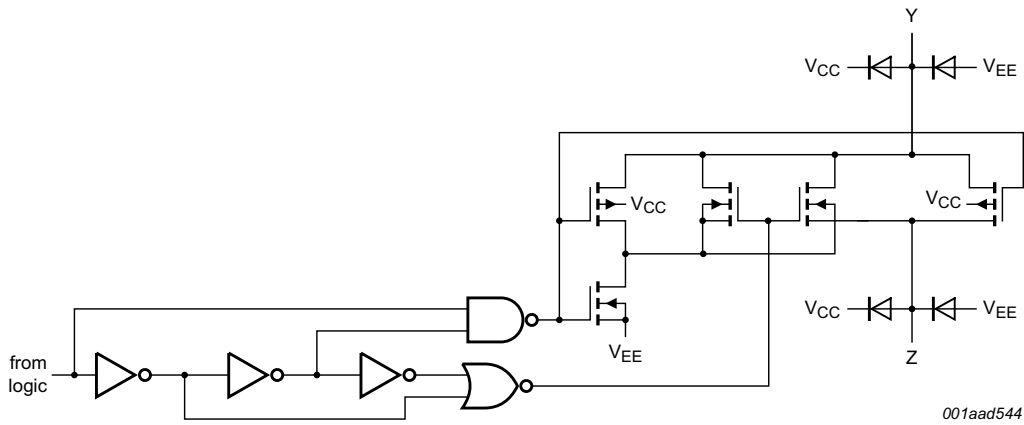 Y
VCC
VEE
VCC
VCC
VEE
VCC
VEE
from
logic
Z
001aad544